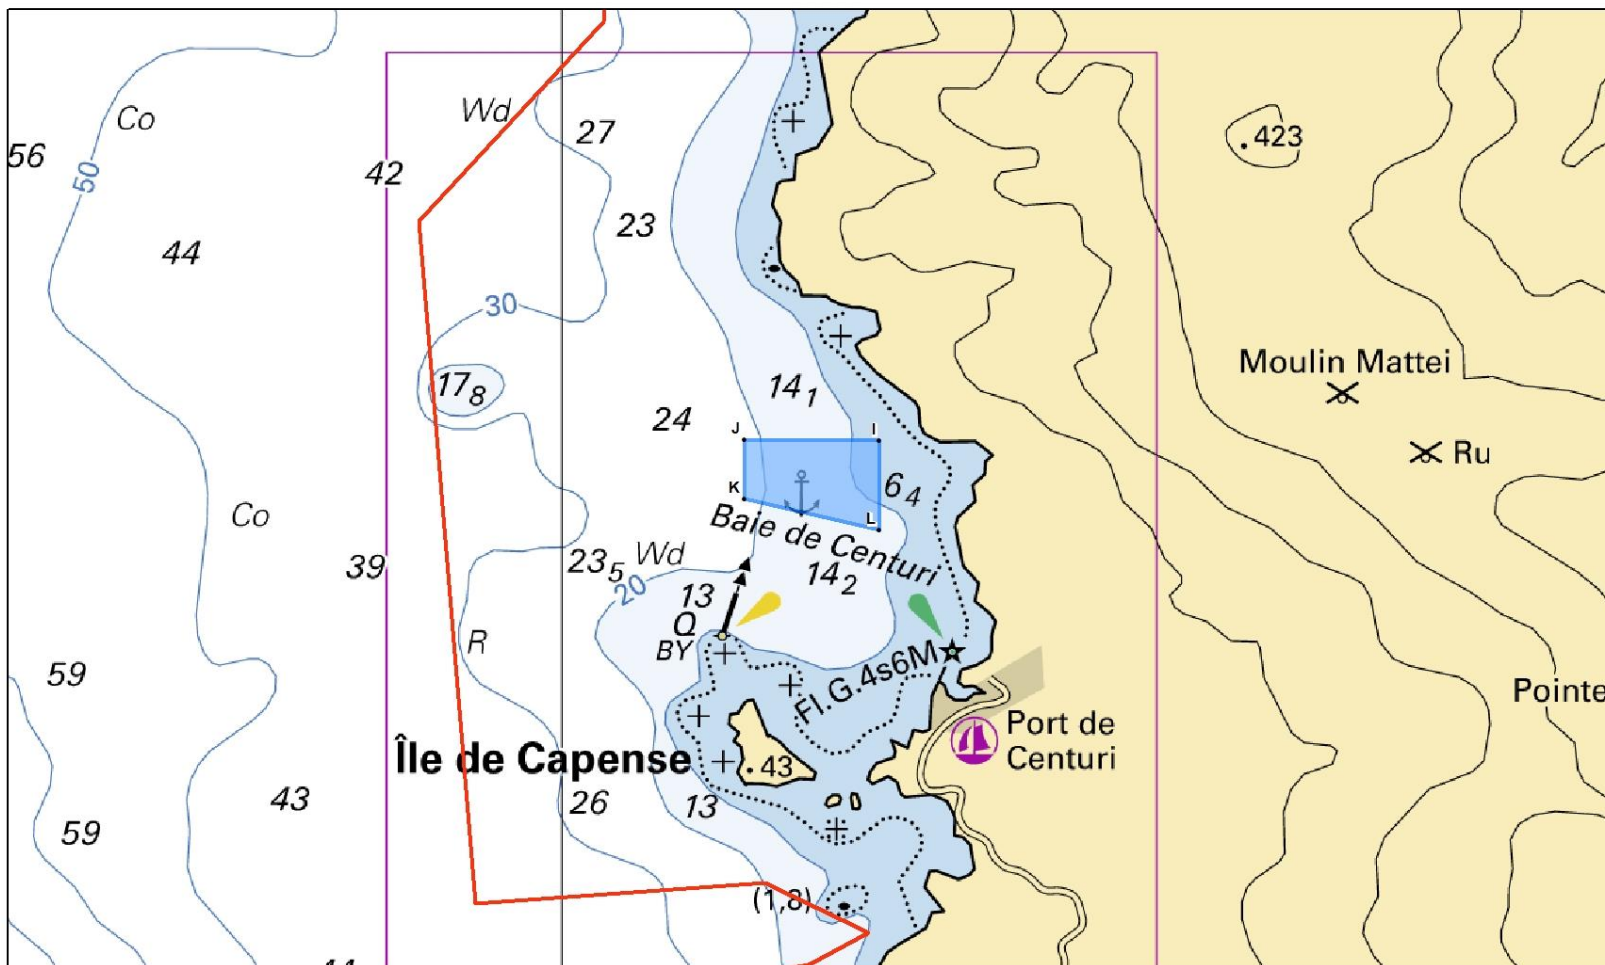 Co
Wd
27
.423
56
50
42
23
44
30
Moulin Mattei
17₈
14₁
24
J
I
Ru
K
6₄
L
Co
Baie de Centuri
39
23₅
Wd
14₂
20
13
Q
BY
R
Fl.G.4s6M
59
Pointe
Port de
Centuri
Île de Capense
.43
43
26
13
59
(1,8)